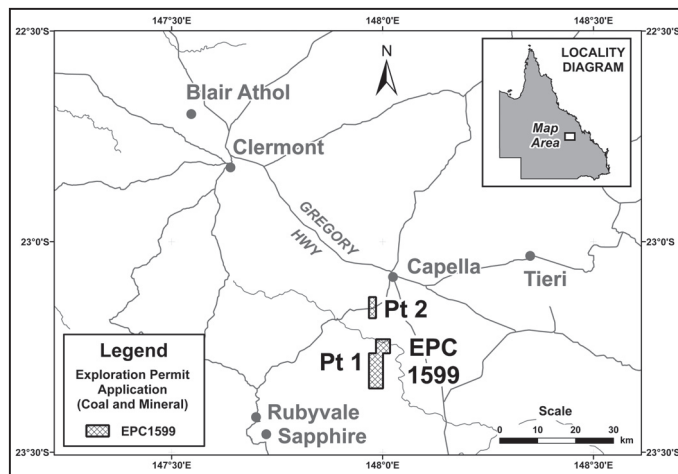 147°30'S
148°0'S
148°30'S
22°30'S
22°30'S
N
LOCALITY
DIAGRAM
Map
Area
Blair Athol
Clermont
GREGORY
HWY
23°0'S
23°0'S
Capella
Tieri
Pt 2
Pt 1
EPC
1599
Legend
Exploration Permit
Application
(Coal and Mineral)
EPC1599
Rubyvale
Sapphire
Scale
0
10
20
30
km
23°30'S
23°30'S
147°30'S
148°0'S
148°30'S